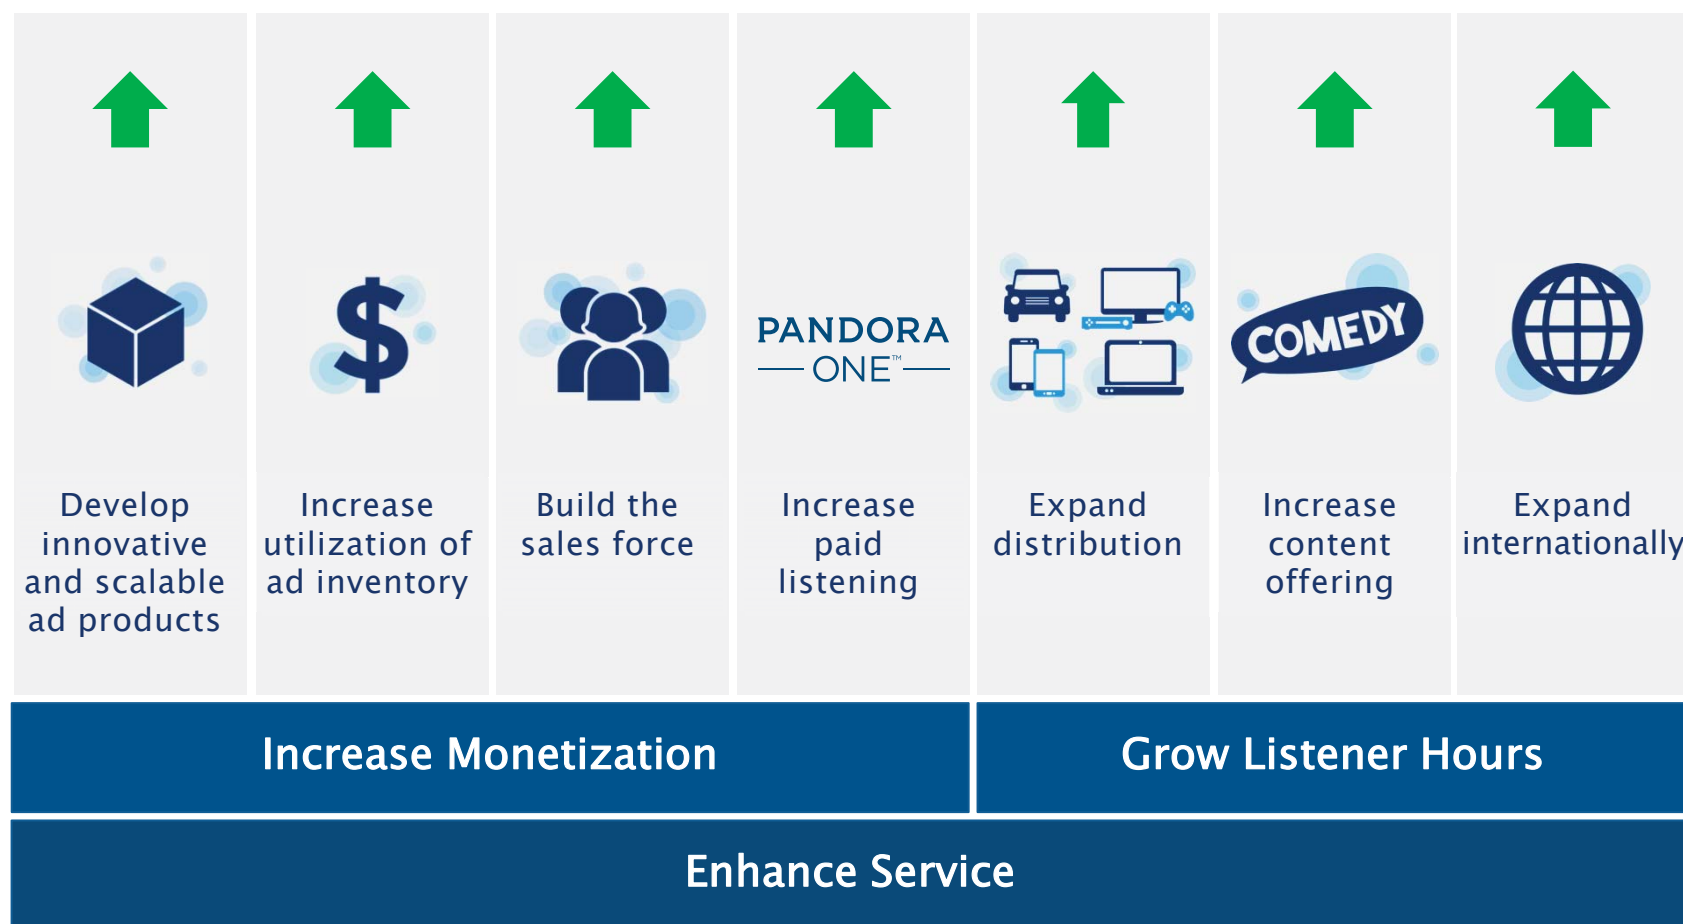 PANDORA
ONE™
COMEDY
Develop
innovative
and scalable
ad products
Increase
utilization of
ad inventory
Build the
sales force
Increase
paid
listening
Expand
distribution
Increase
content
offering
Expand
internationally
Increase Monetization
Grow Listener Hours
Enhance Service